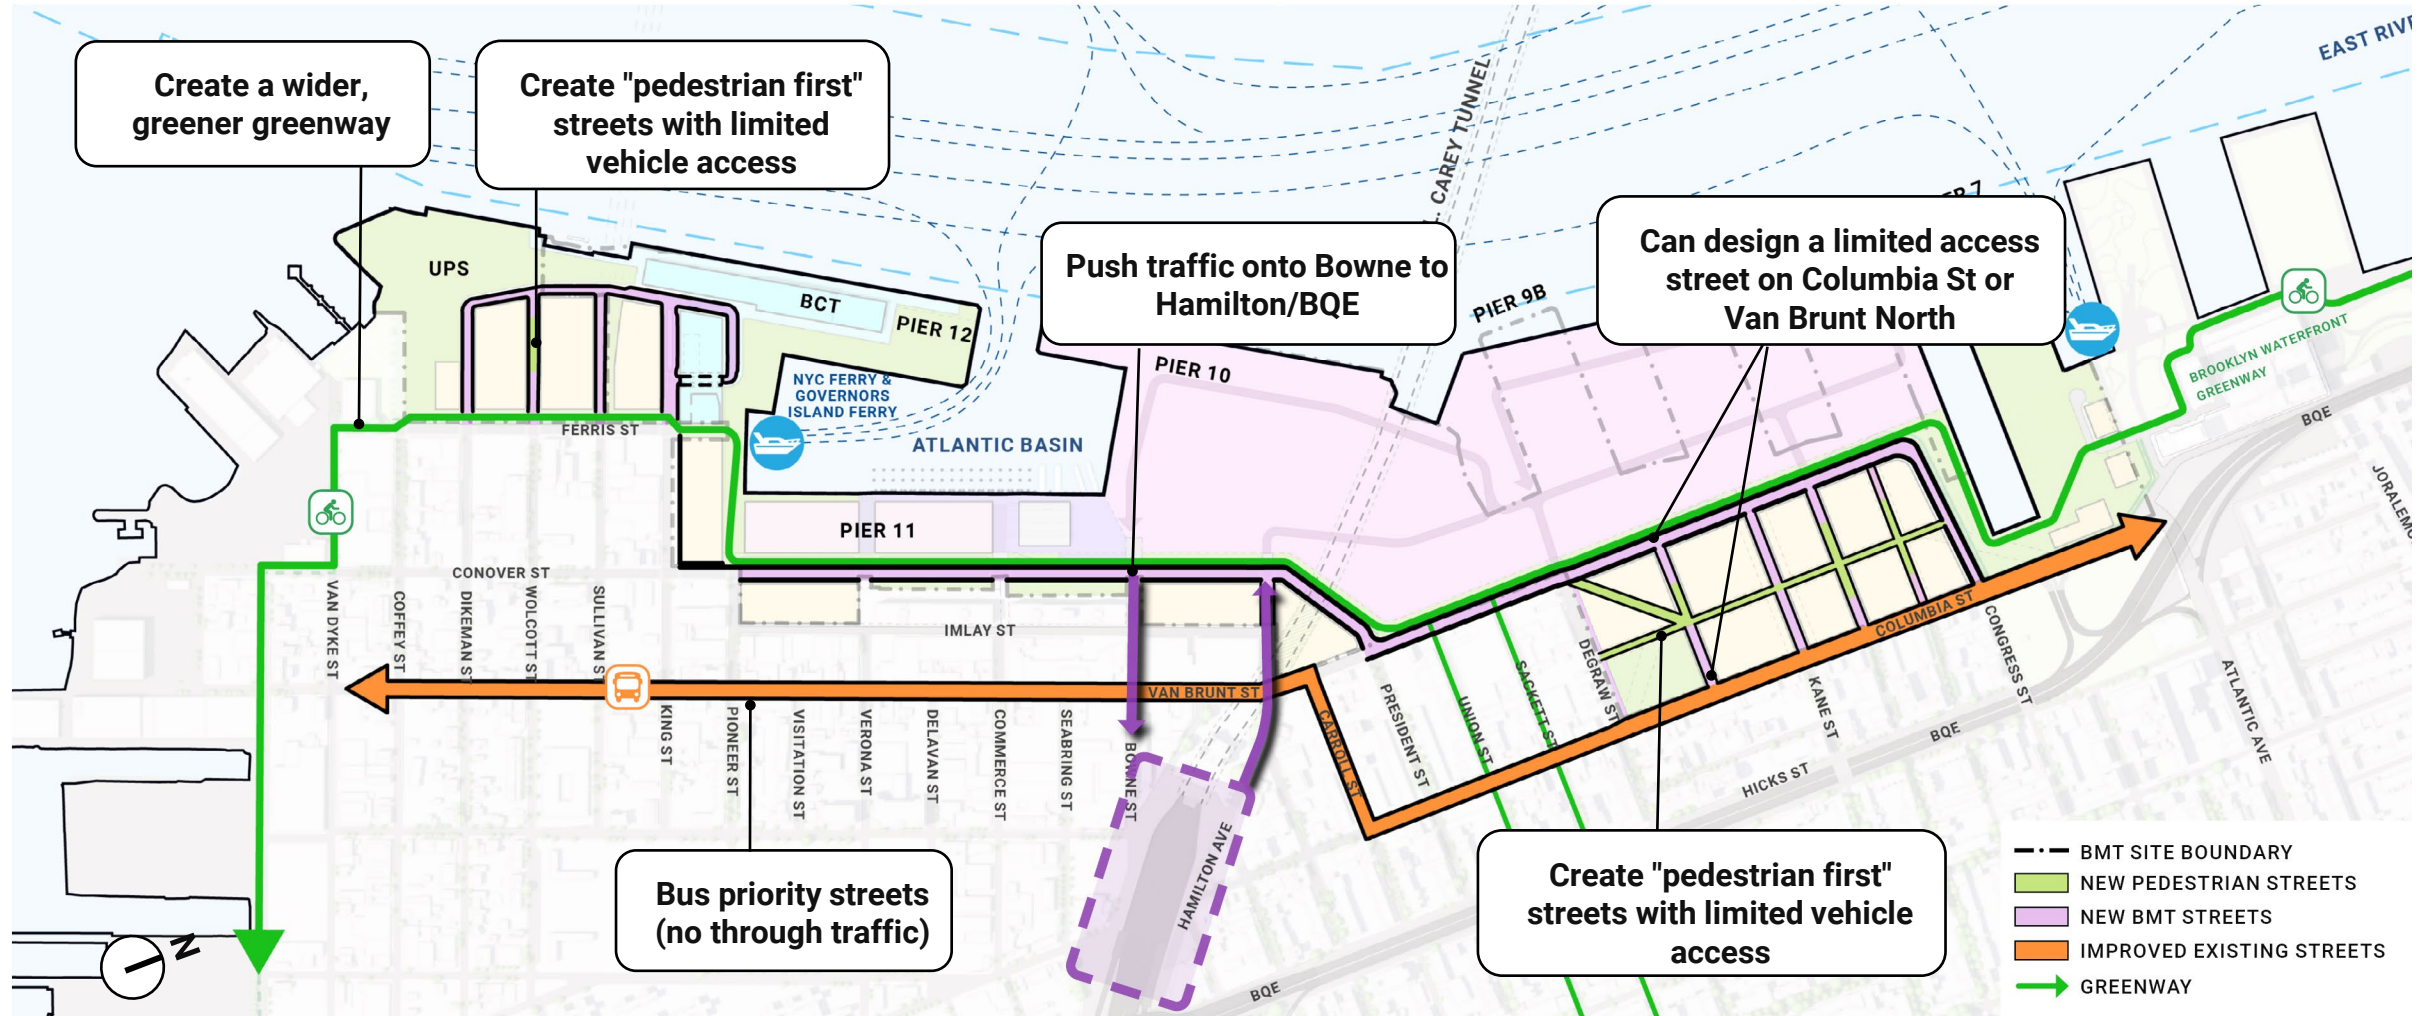 EAST RIVE
Create a wider,
greener greenway
Create "pedestrian first"
streets with limited
vehicle access
CAREY TUNNEL
Push traffic onto Bowne to
Hamilton/BQE
Can design a limited access
street on Columbia St or
Van Brunt North
UPS
BCT
PIER 12
PIER 9B
PIER 10
NYC FERRY &
GOVERNORS
ISLAND FERRY
ATLANTIC BASIN
BROOKLYN WATERFRONT
GREENWAY
BQE
FERRIS ST
PIER 11
CONOVER ST
IMLAY ST
VAN DYKE ST
COFFEY ST
DIKEMAN ST
WOLCOTT ST
SULLIVAN S
VAN BRUNT ST
KING ST
PIONEER ST
VISITATION ST
VERONA ST
DELAVAN ST
COMMERCE ST
SEABRING ST
BOWNE ST
HAMILTON AVE
CARROLL ST
PRESIDENT ST
UNION ST
SACKETT ST
DEGRAW ST
COLUMBIA ST
KANE ST
CONGRESS ST
HICKS ST
BQE
ATLANTIC AVE
JORALEMO
BQE
Bus priority streets
(no through traffic)
Create "pedestrian first"
streets with limited vehicle
access
N
BMT SITE BOUNDARY
NEW PEDESTRIAN STREETS
NEW BMT STREETS
IMPROVED EXISTING STREETS
GREENWAY